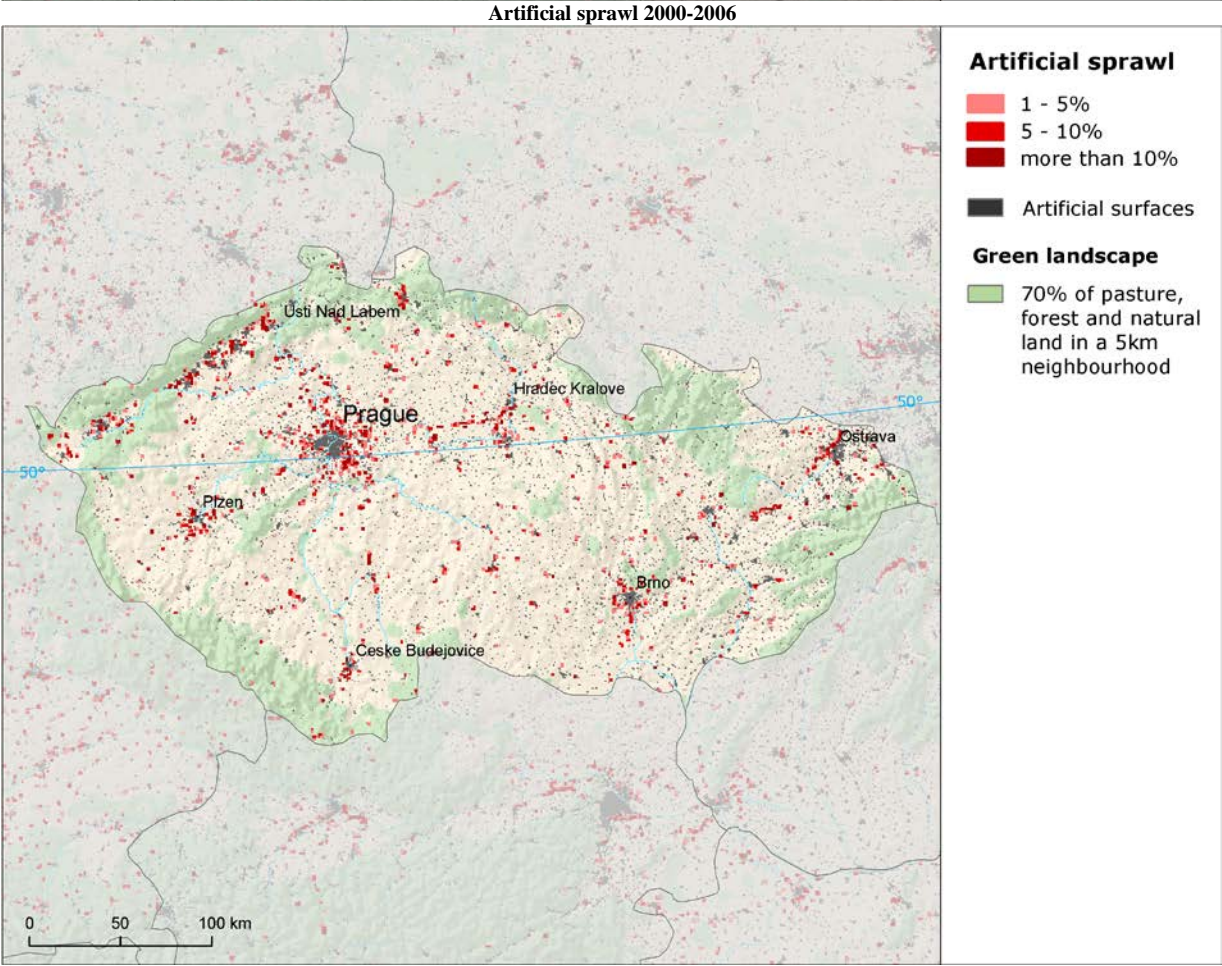 Artificial sprawl 2000-2006
Artificial sprawl
1 - 5%
5 - 10%
more than 10%
Artificial surfaces
Green landscape
70% of pasture,
forest and natural
land in a 5km
neighbourhood
Usti Nad Labem
Hradec Kralove
Prague
50°
Ostrava
50°
Plzen
Brno
Ceske Budejovice
0 50 100 km